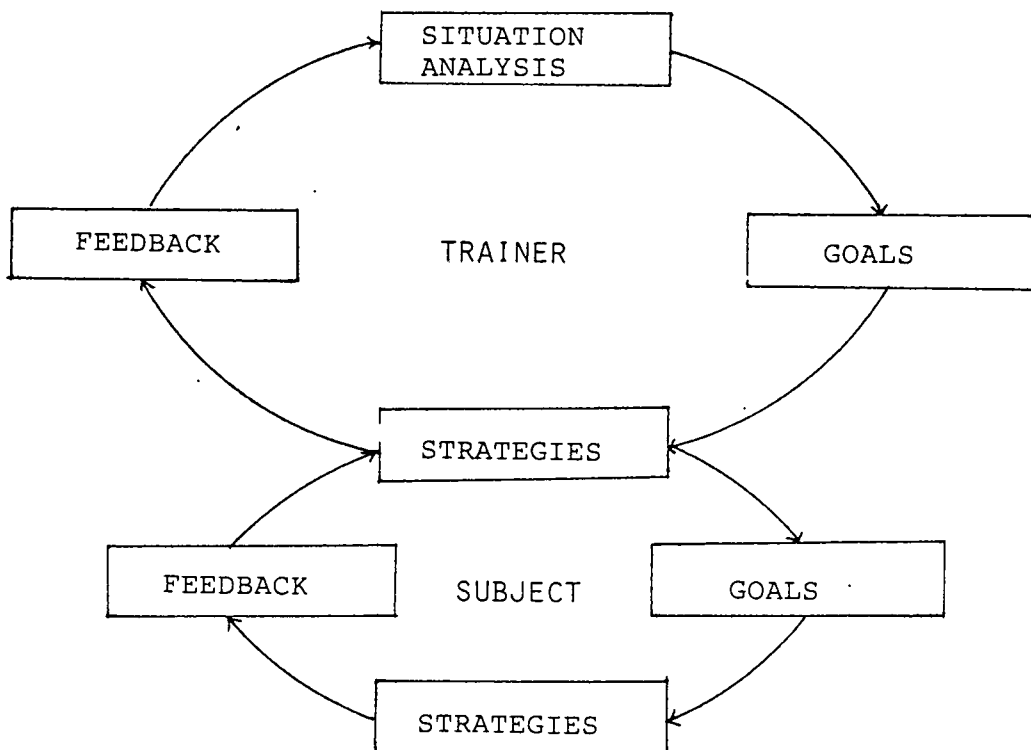 SITUATION
ANALYSIS
FEEDBACK
TRAINER
GOALS
STRATEGIES
FEEDBACK
SUBJECT
GOALS
STRATEGIES